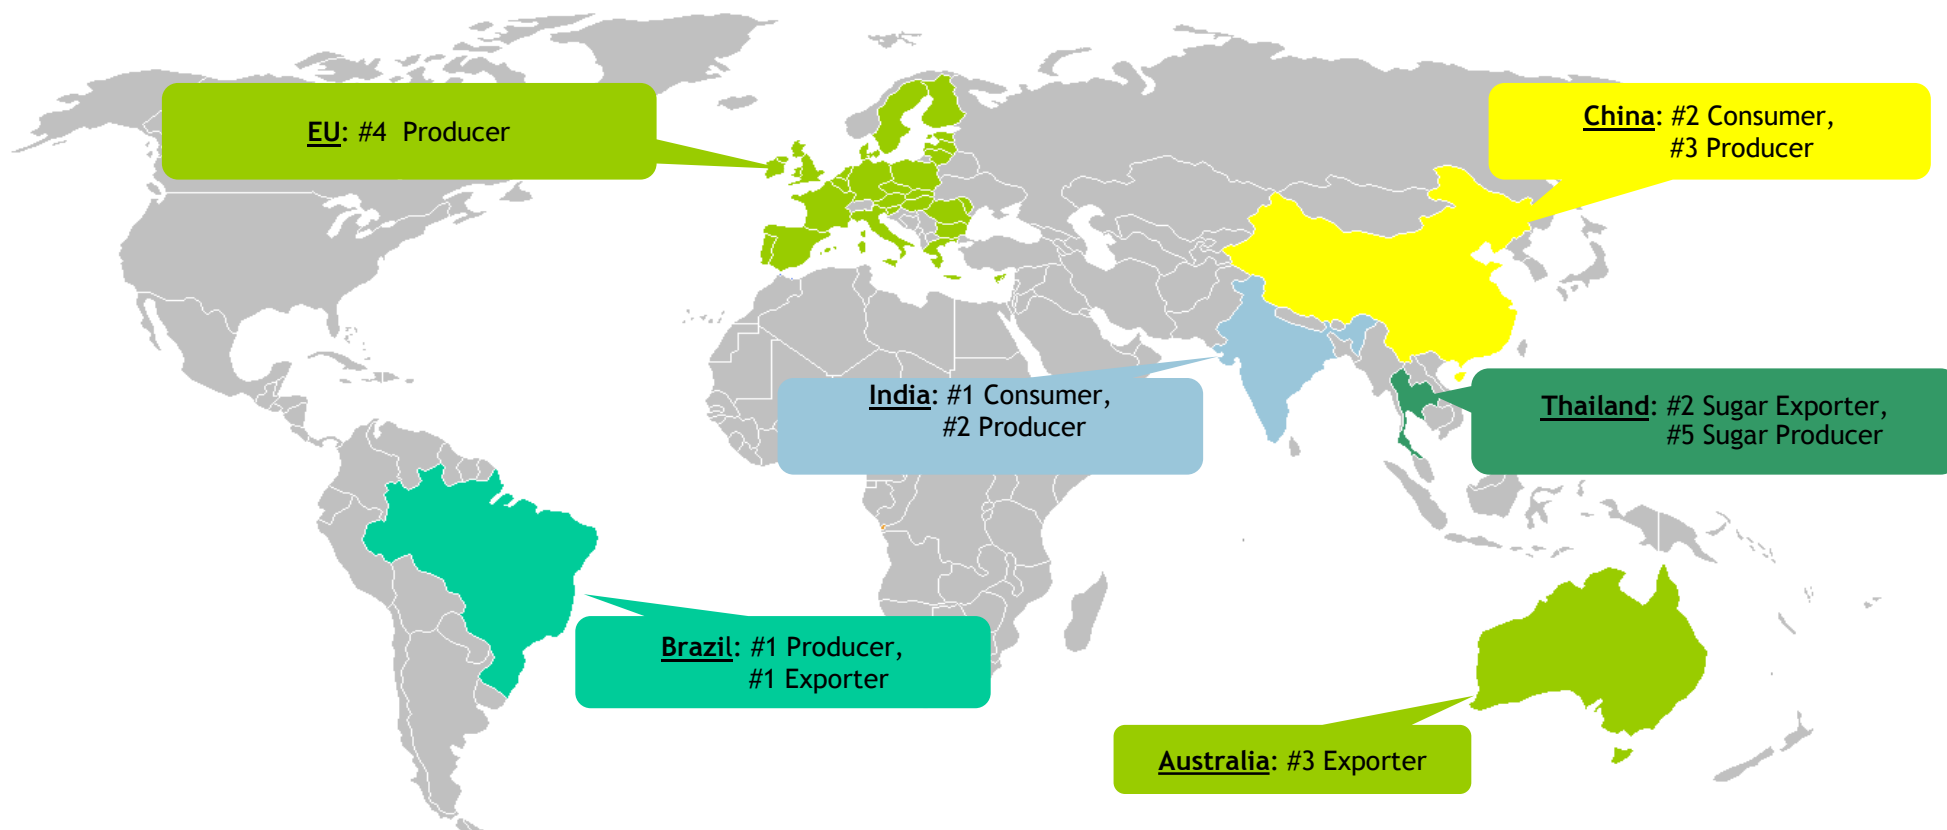 EU: #4 Producer
China: #2 Consumer,
#3 Producer
India: #1 Consumer,
#2 Producer
Thailand: #2 Sugar Exporter,
#5 Sugar Producer
Brazil: #1 Producer,
#1 Exporter
Australia: #3 Exporter